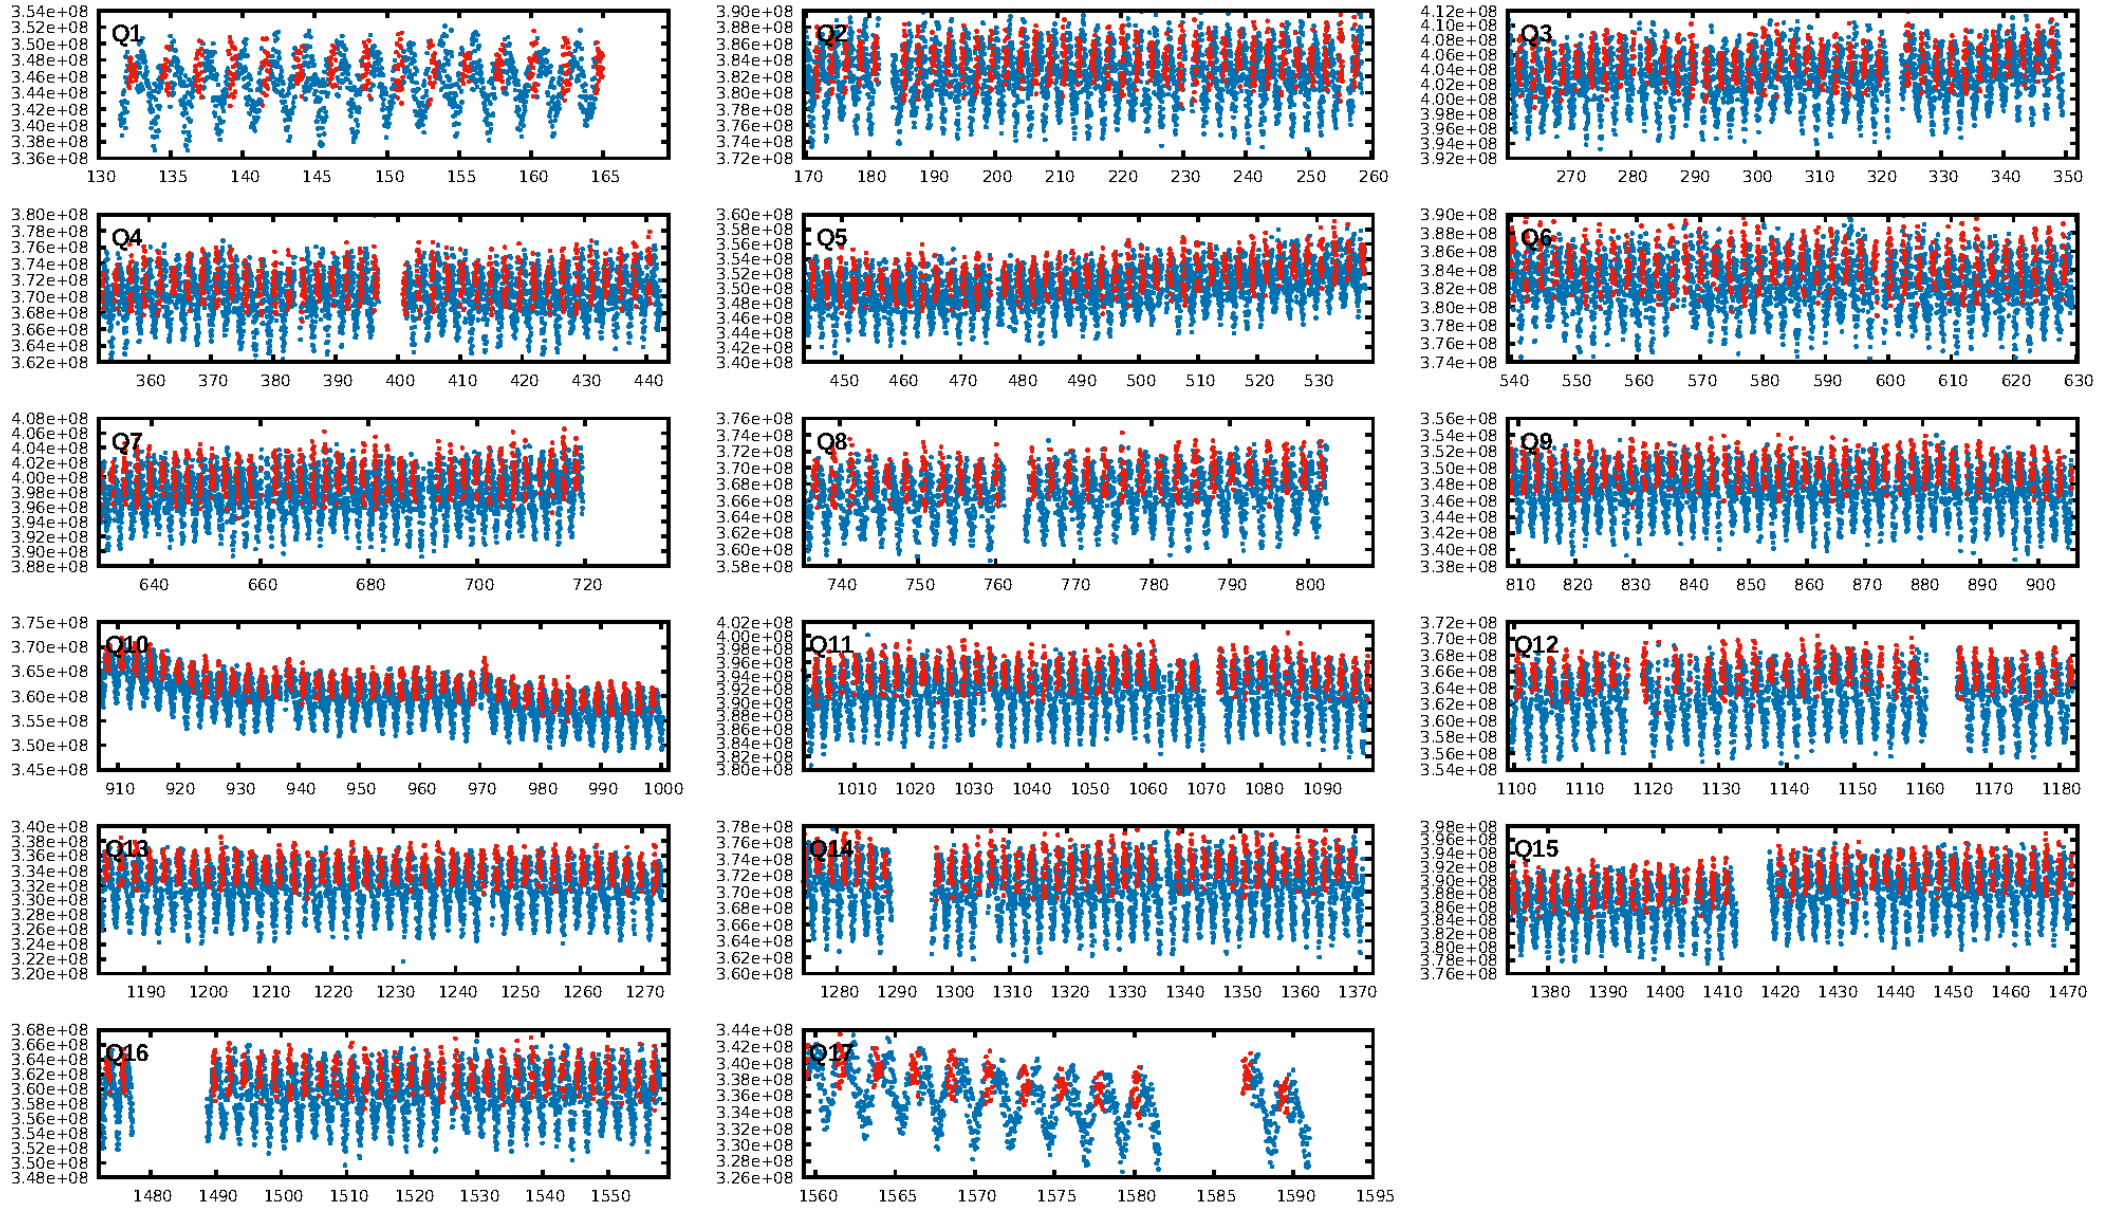 Q1
3.54e+08
3.52e+08
3.50e+08
3.48e+08
3.46e+08
3.44e+08
3.42e+08
3.40e+08
3.38e+08
3.36e+08
130 135 140 145 150 155 160 165
Q2
3.90e+08
3.88e+08
3.86e+08
3.84e+08
3.82e+08
3.80e+08
3.78e+08
3.76e+08
3.74e+08
3.72e+08
170 180 190 200 210 220 230 240 250 260
Q3
4.12e+08
4.10e+08
4.08e+08
4.06e+08
4.04e+08
4.02e+08
4.00e+08
3.98e+08
3.96e+08
3.94e+08
3.92e+08
270 280 290 300 310 320 330 340 350
Q4
3.80e+08
3.78e+08
3.76e+08
3.74e+08
3.72e+08
3.70e+08
3.68e+08
3.66e+08
3.64e+08
3.62e+08
360 370 380 390 400 410 420 430 440
Q5
3.60e+08
3.58e+08
3.56e+08
3.54e+08
3.52e+08
3.50e+08
3.48e+08
3.46e+08
3.44e+08
3.42e+08
3.40e+08
450 460 470 480 490 500 510 520 530
Q6
3.90e+08
3.88e+08
3.86e+08
3.84e+08
3.82e+08
3.80e+08
3.78e+08
3.76e+08
3.74e+08
540 550 560 570 580 590 600 610 620 630
Q7
4.08e+08
4.06e+08
4.04e+08
4.02e+08
4.00e+08
3.98e+08
3.96e+08
3.94e+08
3.92e+08
3.90e+08
3.88e+08
640 660 680 700 720
Q8
3.76e+08
3.74e+08
3.72e+08
3.70e+08
3.68e+08
3.66e+08
3.64e+08
3.62e+08
3.60e+08
3.58e+08
740 750 760 770 780 790 800
Q9
3.56e+08
3.54e+08
3.52e+08
3.50e+08
3.48e+08
3.46e+08
3.44e+08
3.42e+08
3.40e+08
3.38e+08
810 820 830 840 850 860 870 880 890 900
Q10
3.75e+08
3.70e+08
3.65e+08
3.60e+08
3.55e+08
3.50e+08
3.45e+08
910 920 930 940 950 960 970 980 990 1000
Q11
4.02e+08
4.00e+08
3.98e+08
3.96e+08
3.94e+08
3.92e+08
3.90e+08
3.88e+08
3.86e+08
3.84e+08
3.82e+08
3.80e+08
1010 1020 1030 1040 1050 1060 1070 1080 1090
Q12
3.72e+08
3.70e+08
3.68e+08
3.66e+08
3.64e+08
3.62e+08
3.60e+08
3.58e+08
3.56e+08
3.54e+08
1100 1110 1120 1130 1140 1150 1160 1170 1180
Q13
3.40e+08
3.38e+08
3.36e+08
3.34e+08
3.32e+08
3.30e+08
3.28e+08
3.26e+08
3.24e+08
3.22e+08
3.20e+08
1190 1200 1210 1220 1230 1240 1250 1260 1270
Q14
3.78e+08
3.76e+08
3.74e+08
3.72e+08
3.70e+08
3.68e+08
3.66e+08
3.64e+08
3.62e+08
3.60e+08
1280 1290 1300 1310 1320 1330 1340 1350 1360 1370
Q15
3.98e+08
3.96e+08
3.94e+08
3.92e+08
3.90e+08
3.88e+08
3.86e+08
3.84e+08
3.82e+08
3.80e+08
3.78e+08
3.76e+08
1380 1390 1400 1410 1420 1430 1440 1450 1460 1470
Q16
3.68e+08
3.66e+08
3.64e+08
3.62e+08
3.60e+08
3.58e+08
3.56e+08
3.54e+08
3.52e+08
3.50e+08
3.48e+08
1480 1490 1500 1510 1520 1530 1540 1550
Q17
3.44e+08
3.42e+08
3.40e+08
3.38e+08
3.36e+08
3.34e+08
3.32e+08
3.30e+08
3.28e+08
3.26e+08
1560 1565 1570 1575 1580 1585 1590 1595